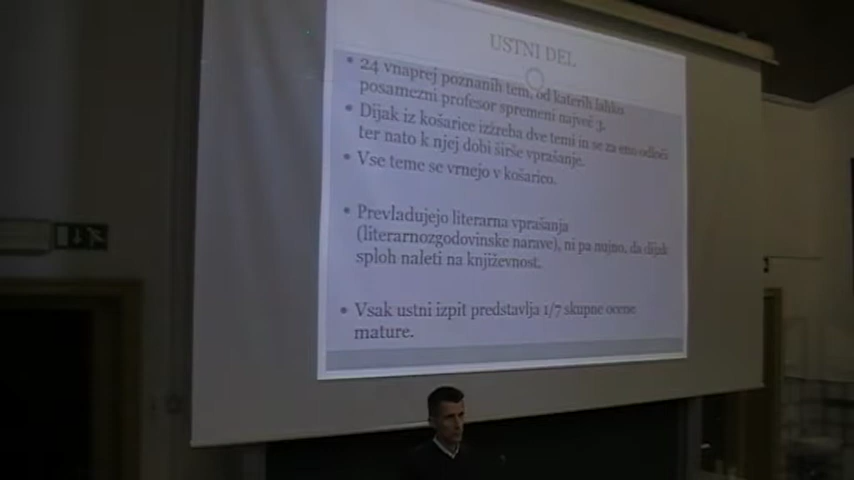 USTNI DEL
• 24 vnaprej poznanih tem, od katerih lahko
posamezni profesor spremeni največ 3.
• Dijak iz košarice izžreba dve temi in se za eno odloči
ter nato k njej dobi širše vprašanje.
• Vse teme se vrnejo v košarico.
• Prevladujejo literarna vprašanja
(literarnozgodovinske narave), ni pa nujno, da dijak
sploh naleti na književnost.
• Vsak ustni izpit predstavlja 1/7 skupne ocene
mature.